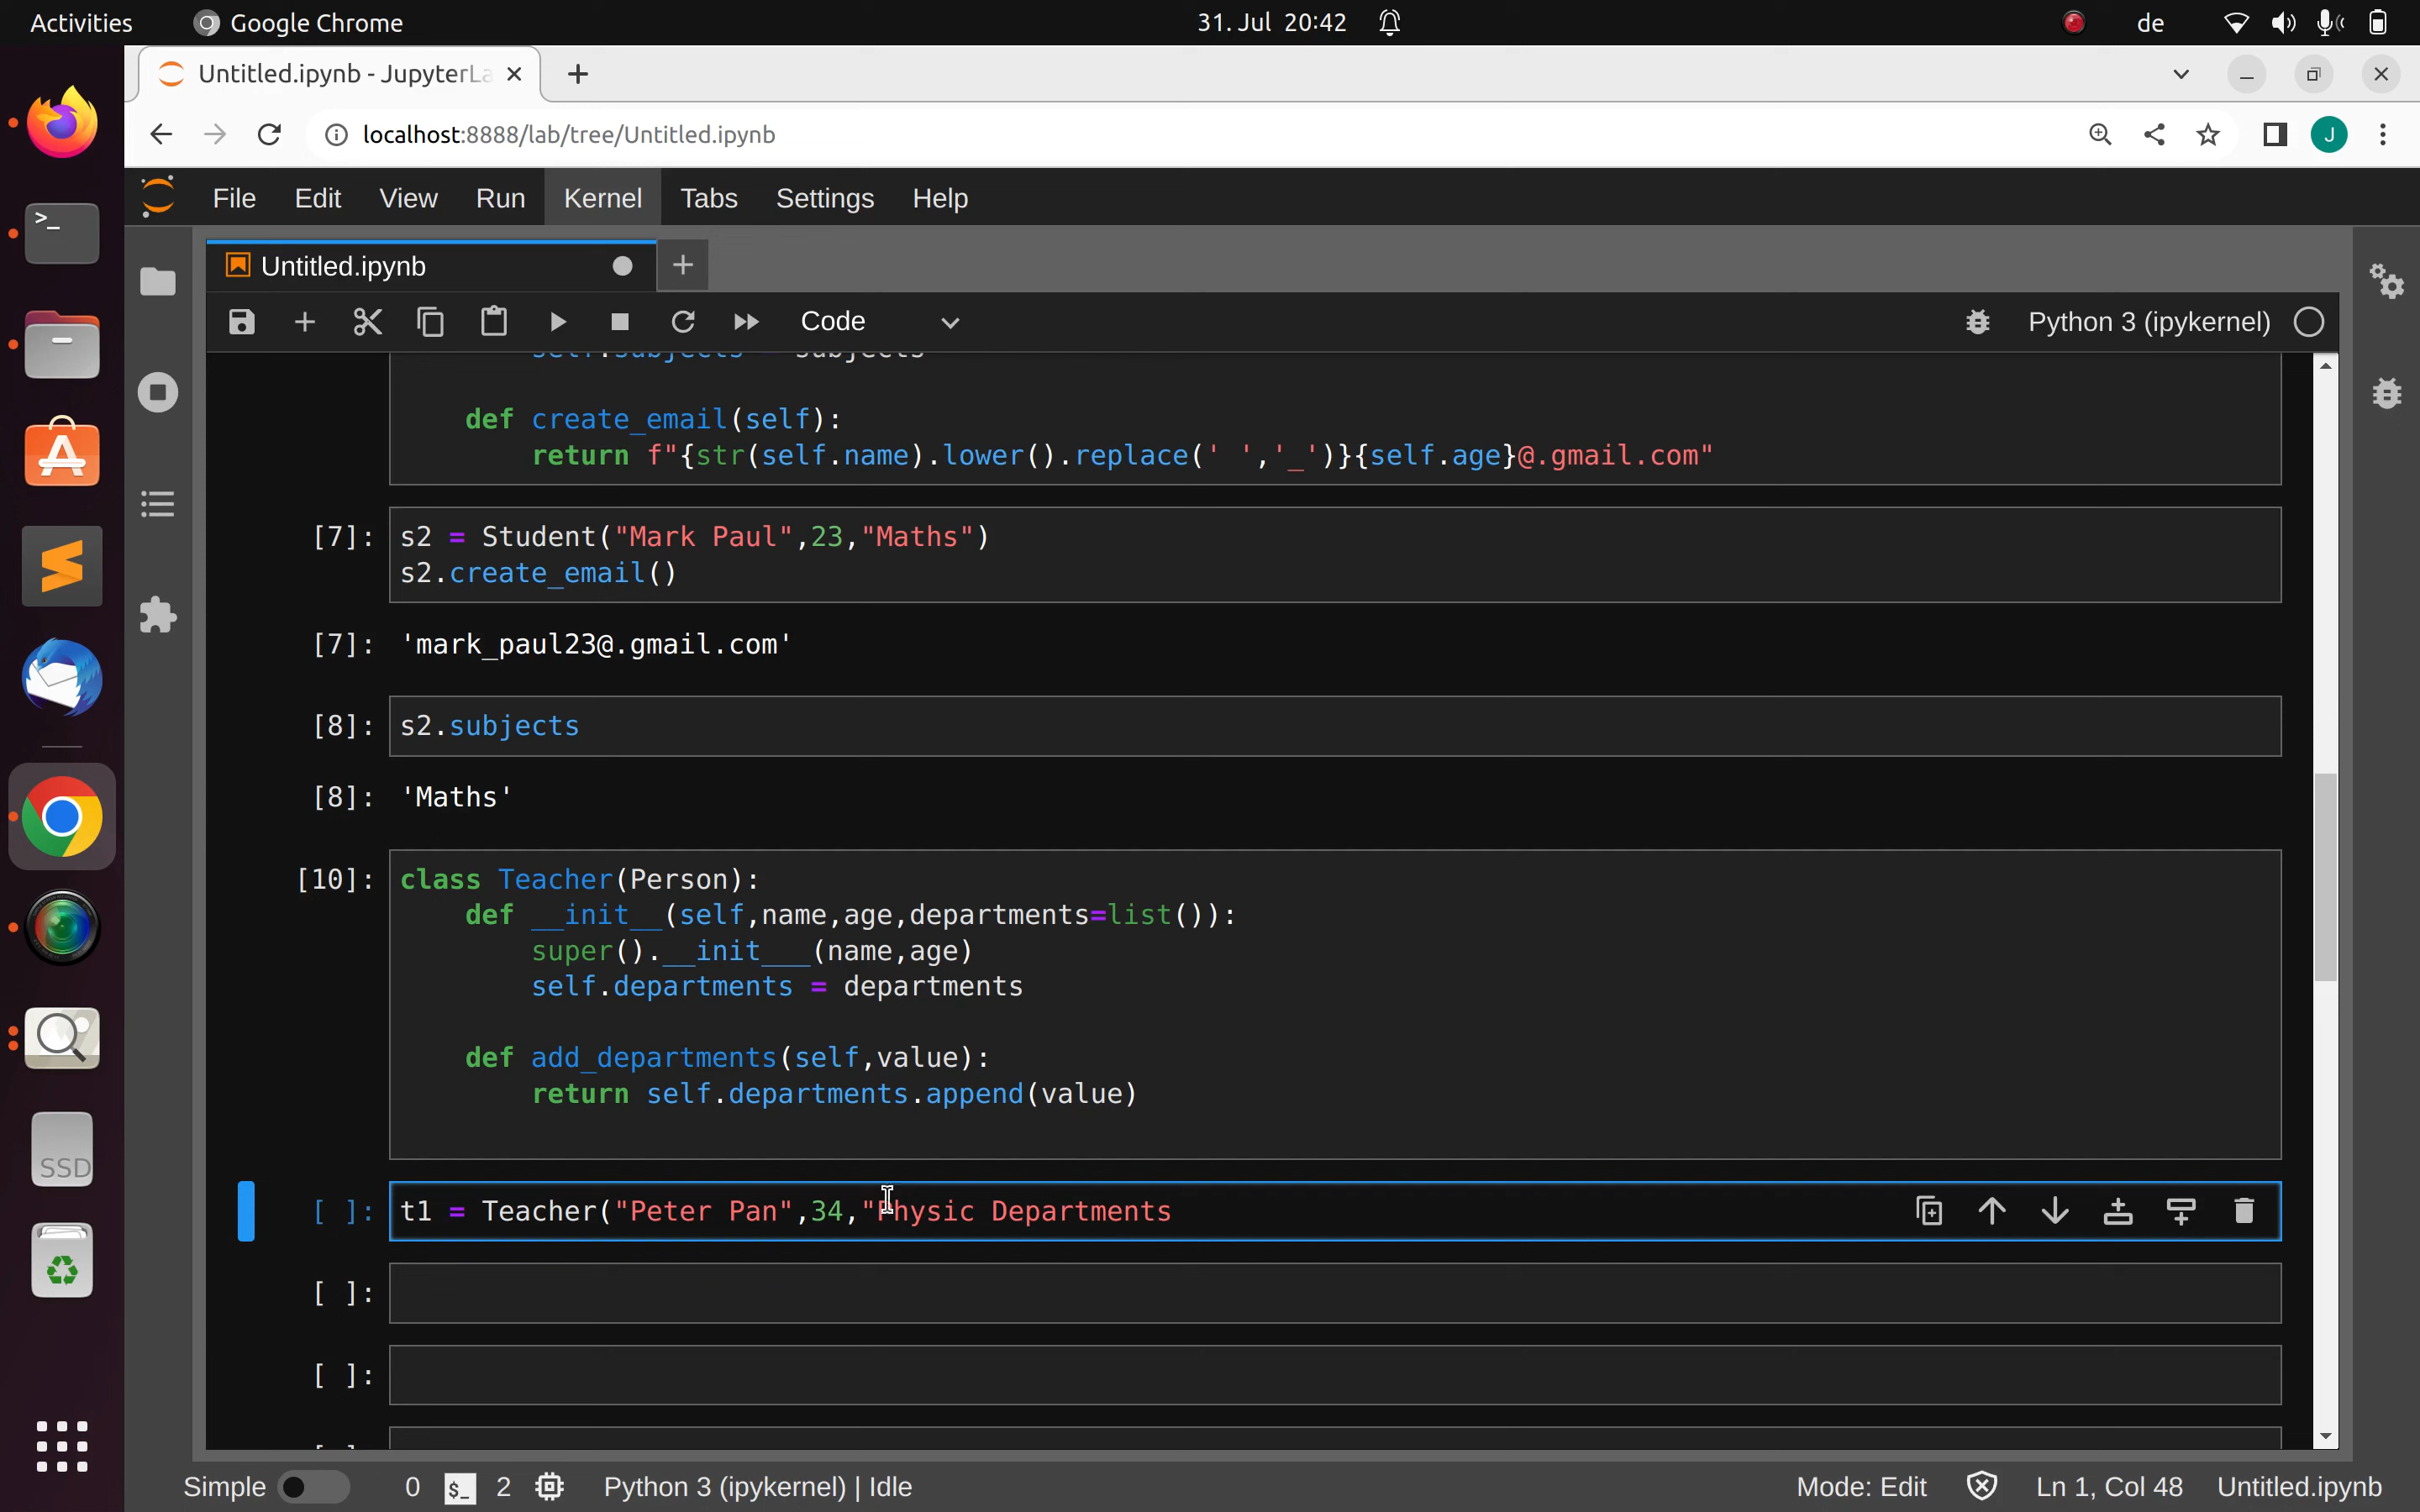 Activities
Google Chrome
31. Jul 20:42
de
Untitled.ipynb - JupyterLa
localhost:8888/lab/tree/Untitled.ipynb
J
File Edit View Run Kernel Tabs Settings Help
Untitled.ipynb
Code
Python 3 (ipykernel)
self.subjects = subjects
def create_email(self):
return f"{str(self.name).lower().replace(' ','_')}{self.age}@.gmail.com"
[7]: s2 = Student("Mark Paul",23,"Maths")
s2.create_email()
[7]: 'mark_paul23@.gmail.com'
[8]: s2.subjects
[8]: 'Maths'
[10]: class Teacher(Person):
def __init__(self,name,age,departments=list()):
super().__init___(name,age)
self.departments = departments
def add_departments(self,value):
return self.departments.append(value)
[ ]: t1 = Teacher("Peter Pan",34,"Physic Departments
[ ]:
[ ]:
SSD
Simple 0 $_ 2 Python 3 (ipykernel) | Idle
Mode: Edit Ln 1, Col 48 Untitled.ipynb